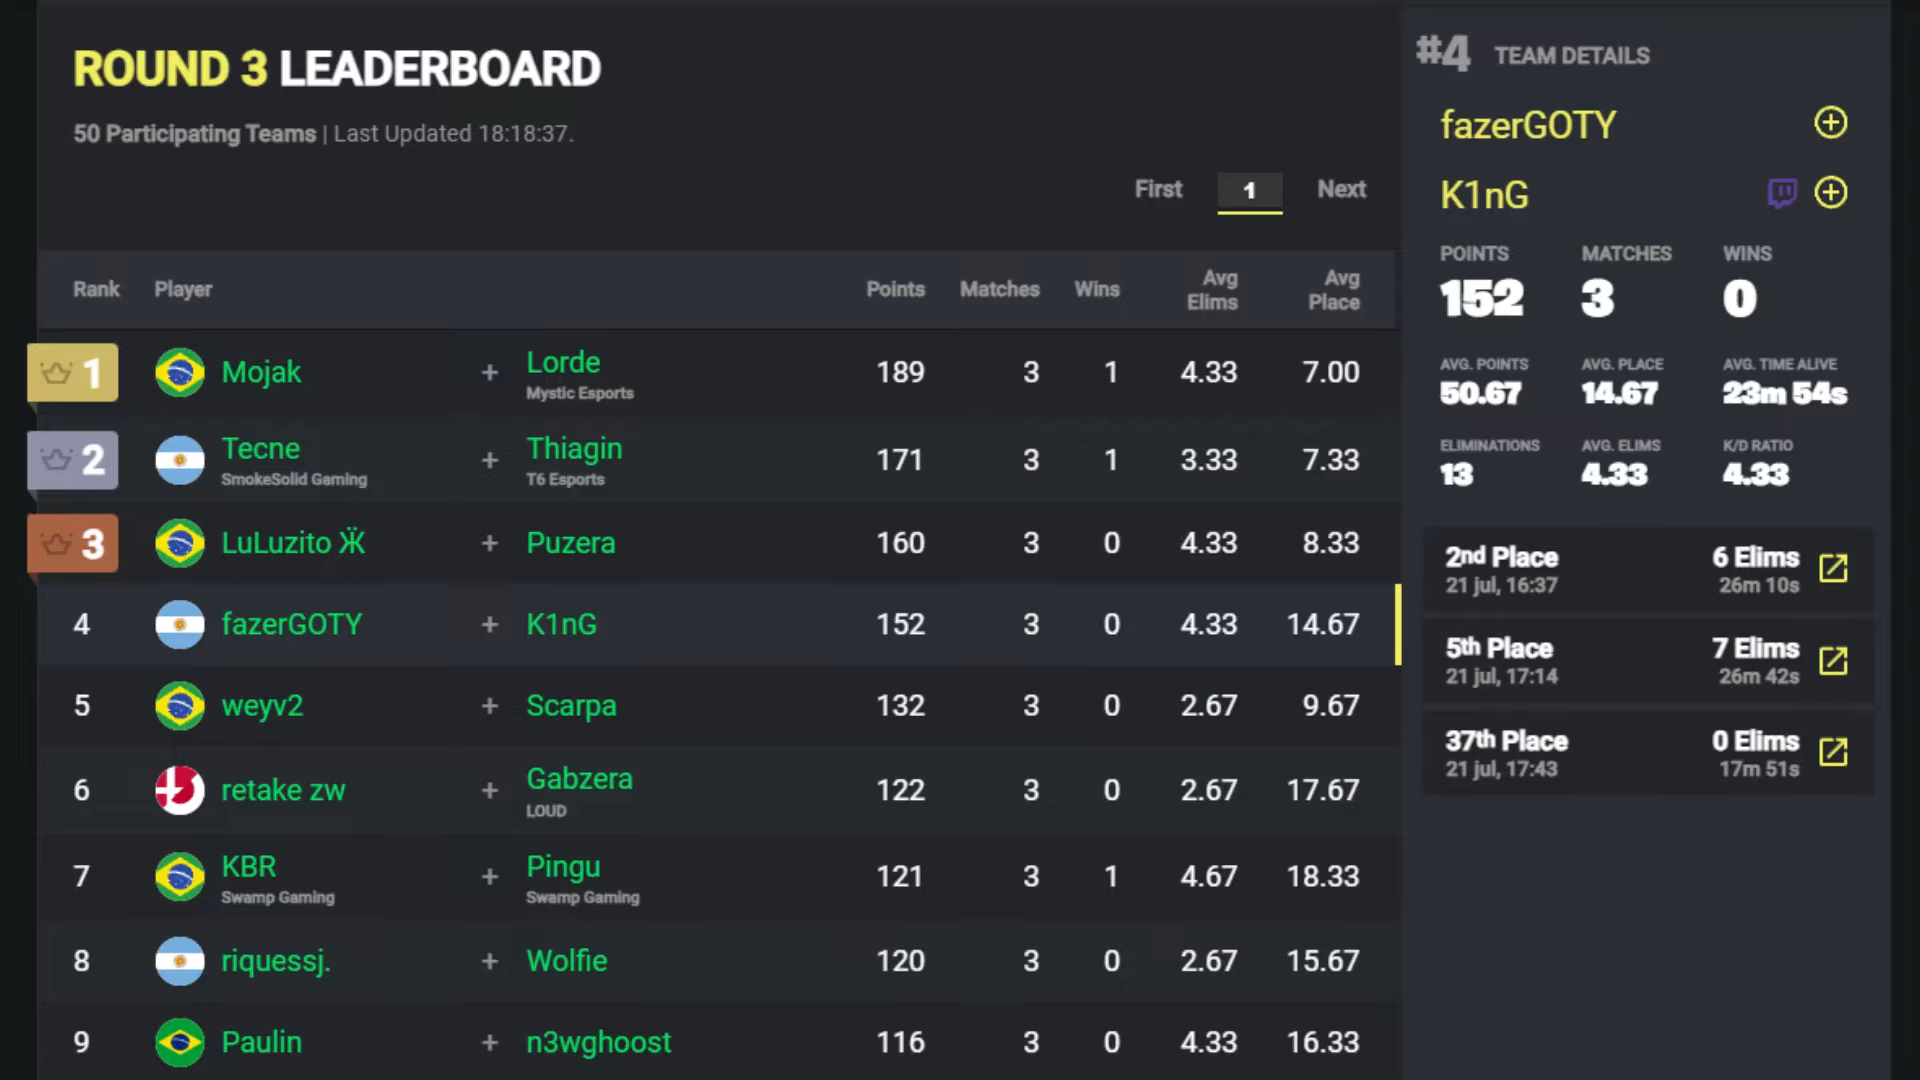 ROUND 3 LEADERBOARD
50 Participating Teams | Last Updated 18:18:37.
First 1 Next
Rank Player Points Matches Wins Avg Elims Avg Place
1 Mojak + Lorde 189 3 1 4.33 7.00
Mystic Esports
2 Tecne + Thiagin 171 3 1 3.33 7.33
SmokeSolid Gaming T6 Esports
3 LuLuzito Ӝ + Puzera 160 3 0 4.33 8.33
4 fazerGOTY + K1nG 152 3 0 4.33 14.67
5 weyv2 + Scarpa 132 3 0 2.67 9.67
6 retake zw + Gabzera 122 3 0 2.67 17.67
LOUD
7 KBR + Pingu 121 3 1 4.67 18.33
Swamp Gaming Swamp Gaming
8 riquessj. + Wolfie 120 3 0 2.67 15.67
9 Paulin + n3wghoost 116 3 0 4.33 16.33
#4 TEAM DETAILS
fazerGOTY
K1nG
POINTS MATCHES WINS
152 3 0
AVG. POINTS AVG. PLACE AVG. TIME ALIVE
50.67 14.67 23m 54s
ELIMINATIONS AVG. ELIMS K/D RATIO
13 4.33 4.33
2nd Place 6 Elims
21 jul, 16:37 26m 10s
5th Place 7 Elims
21 jul, 17:14 26m 42s
37th Place 0 Elims
21 jul, 17:43 17m 51s